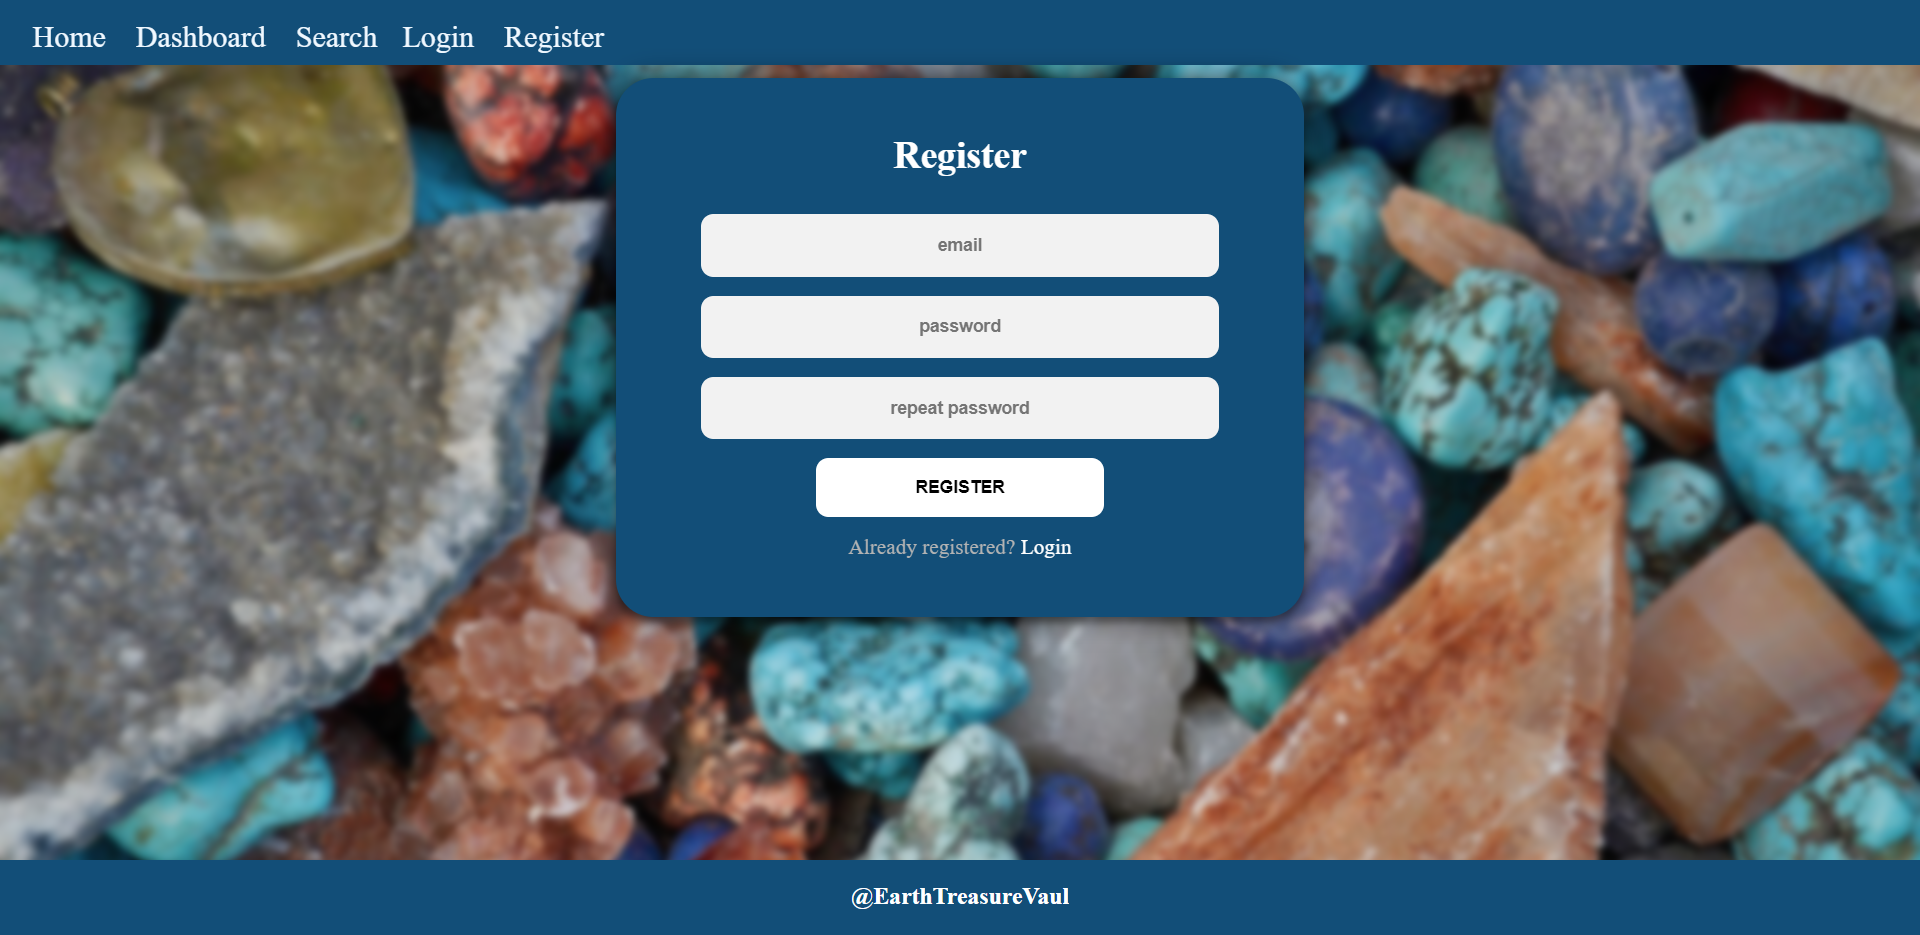 Home Dashboard Search Login Register
Register
email
password
repeat password
REGISTER
Already registered? Login
@EarthTreasureVaul